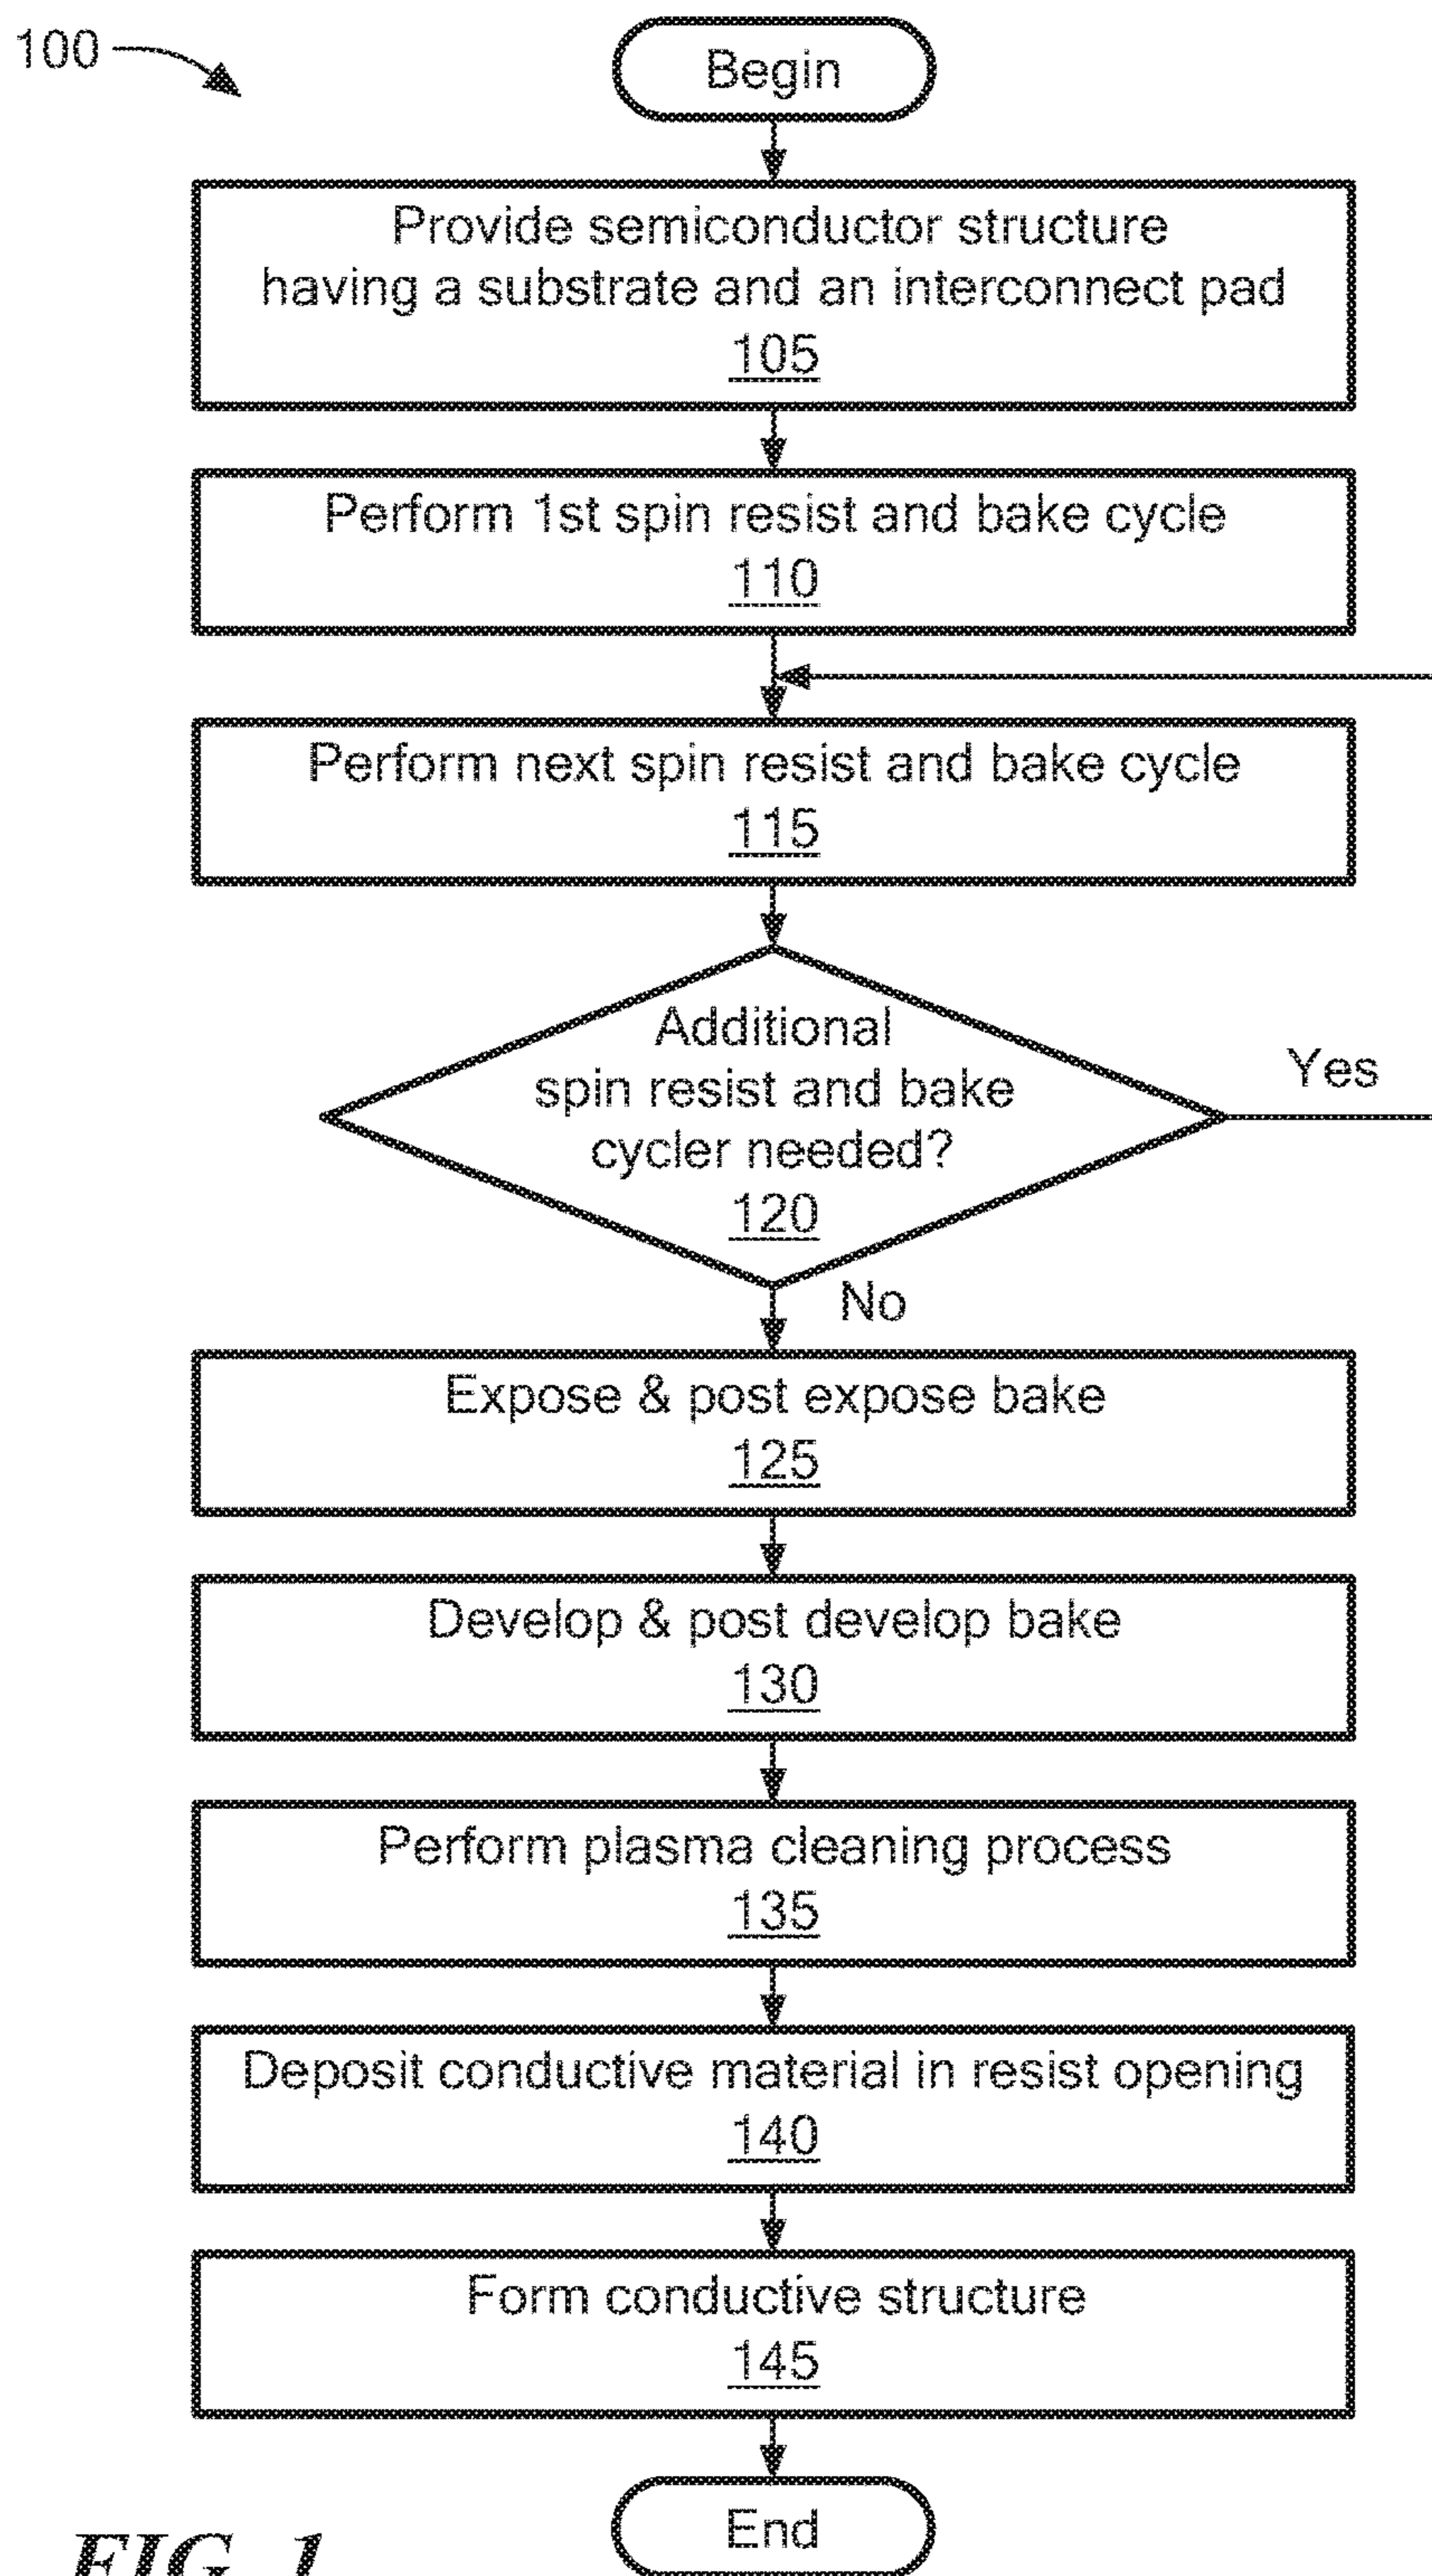 100
Begin
Provide semiconductor structure
having a substrate and an interconnect pad
105
Perform 1st spin resist and bake cycle
110
Perform next spin resist and bake cycle
115
Additional
spin resist and bake
cycler needed?
120
Yes
No
Expose & post expose bake
125
Develop & post develop bake
130
Perform plasma cleaning process
135
Deposit conductive material in resist opening
140
Form conductive structure
145
End
FIG. 1